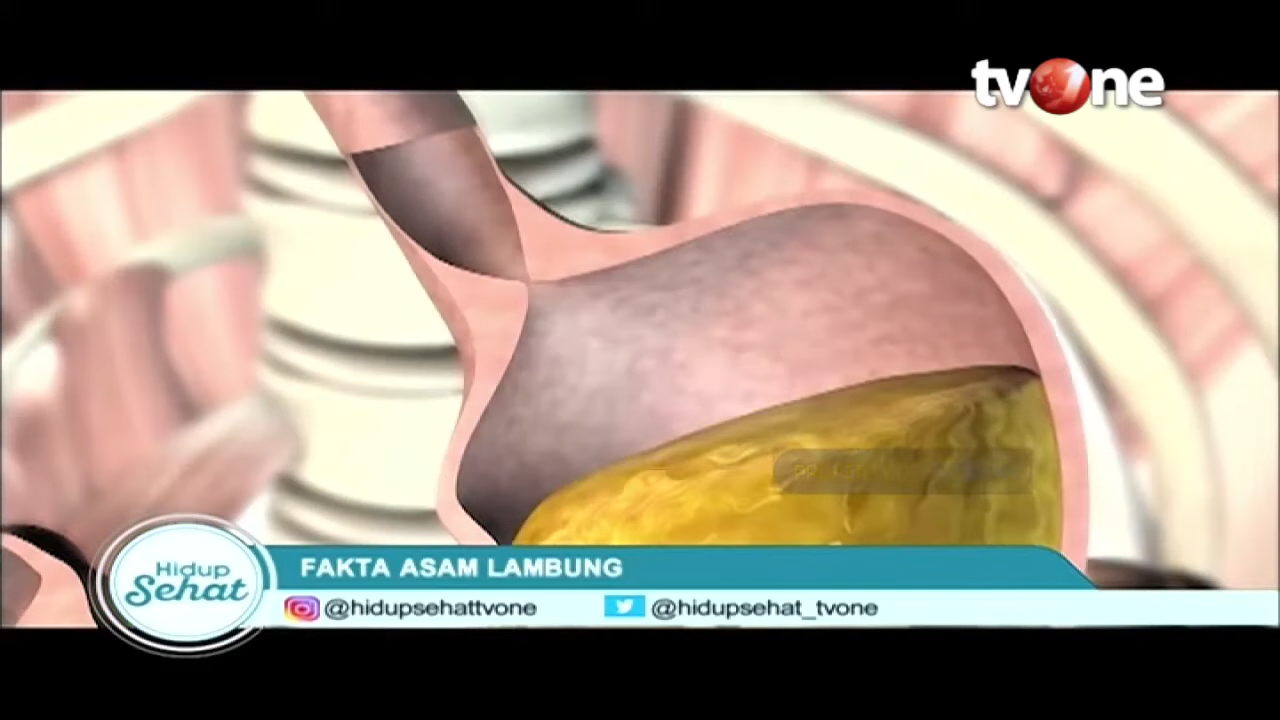 tvOne
FAKTA ASAM LAMBUNG
Hidup
Sehat
@hidupsehattvone
@hidupsehat_tvone